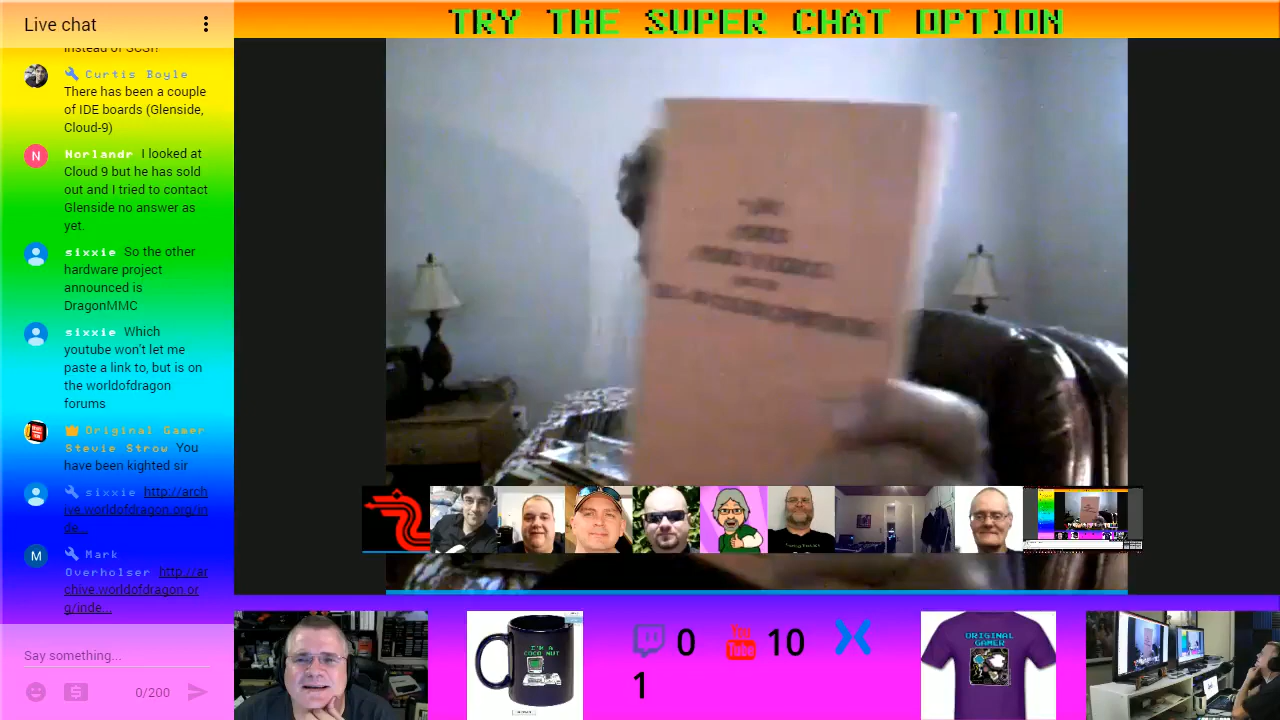 Live chat
TRY THE SUPER CHAT OPTION
instead of SCSI?
Curtis Boyle
There has been a couple
of IDE boards (Glenside,
Cloud-9)
N
Norlandr I looked at
Cloud 9 but he has sold
out and I tried to contact
Glenside no answer as
yet.
sixxie So the other
hardware project
announced is
DragonMMC
sixxie Which
youtube won't let me
paste a link to, but is on
the worldofdragon
forums
Original Gamer
Stevie Strow You
have been kighted sir
sixxie http://arch
ive.worldofdragon.org/in
de...
M
Mark
Overholser http://ar
chive.worldofdragon.or
g/inde...
Say something...
0/200
I'M A
COCO NUT
0
You
Tube
10
1
ORIGINAL
GAMER